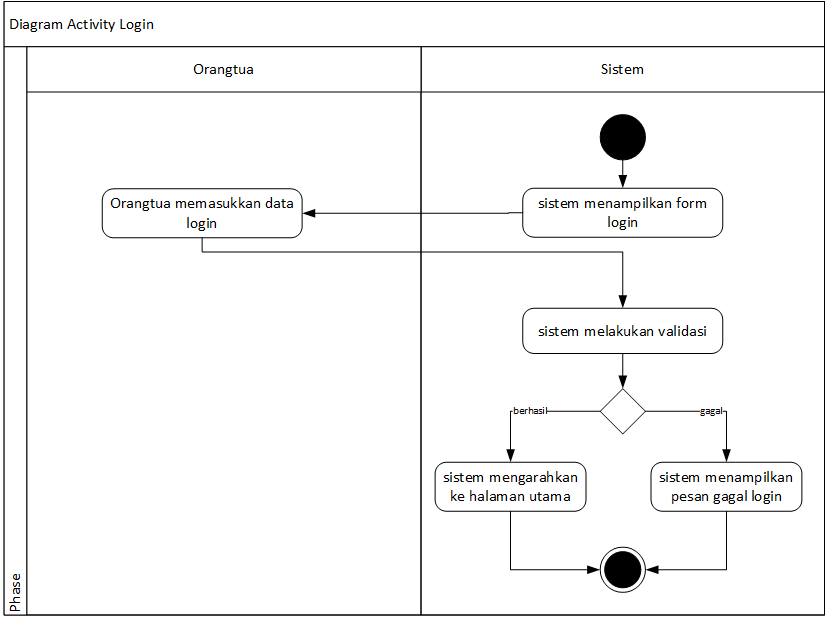 Diagram Activity Login
Orangtua
Sistem
sistem menampilkan form
login
Orangtua memasukkan data
login
sistem melakukan validasi
berhasil
gagal
sistem mengarahkan
ke halaman utama
sistem menampilkan
pesan gagal login
Phase